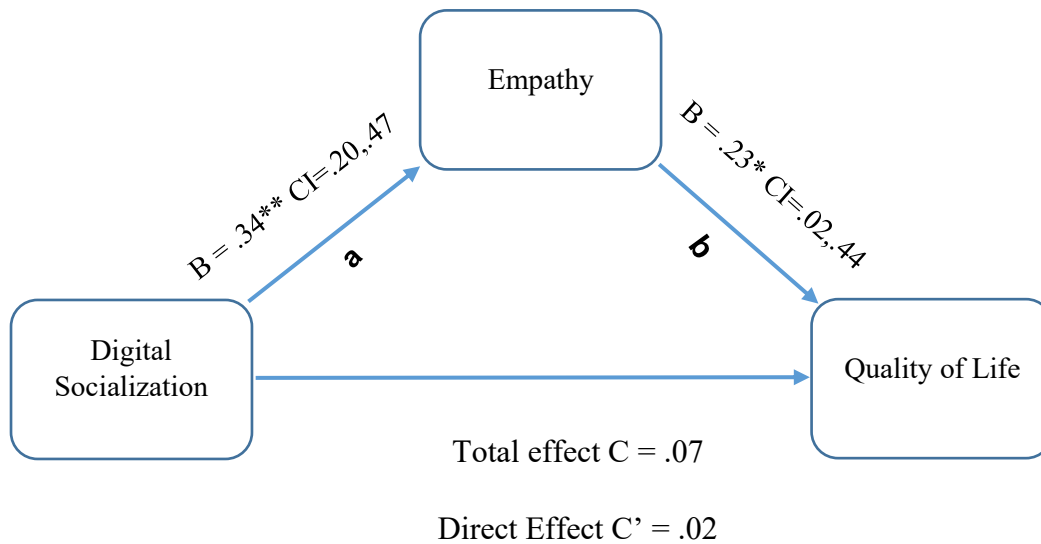 Empathy
B = .34** CI=.20,.47
B = .23* CI=.02,.44
a
b
Digital
Socialization
Quality of Life
Total effect C = .07
Direct Effect C’ = .02